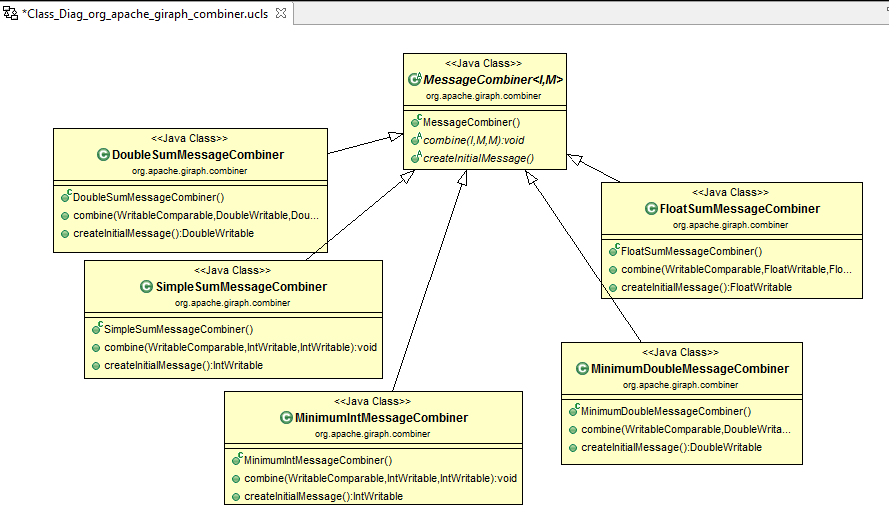 *Class_Diag_org_apache_giraph_combiner.ucls
<<Java Class>>
MessageCombiner<I,M>
org.apache.giraph.combiner
MessageCombiner()
combine(I,M,M):void
createInitialMessage()
<<Java Class>>
DoubleSumMessageCombiner
org.apache.giraph.combiner
DoubleSumMessageCombiner()
combine(WritableComparable,DoubleWritable,Dou...
createInitialMessage():DoubleWritable
<<Java Class>>
FloatSumMessageCombiner
org.apache.giraph.combiner
FloatSumMessageCombiner()
combine(WritableComparable,FloatWritable,Flo...
createInitialMessage():FloatWritable
<<Java Class>>
SimpleSumMessageCombiner
org.apache.giraph.combiner
SimpleSumMessageCombiner()
combine(WritableComparable,IntWritable,IntWritable):void
createInitialMessage():IntWritable
<<Java Class>>
MinimumDoubleMessageCombiner
org.apache.giraph.combiner
MinimumDoubleMessageCombiner()
combine(WritableComparable,DoubleWrita...
createInitialMessage():DoubleWritable
<<Java Class>>
MinimumIntMessageCombiner
org.apache.giraph.combiner
MinimumIntMessageCombiner()
combine(WritableComparable,IntWritable,IntWritable):void
createInitialMessage():IntWritable